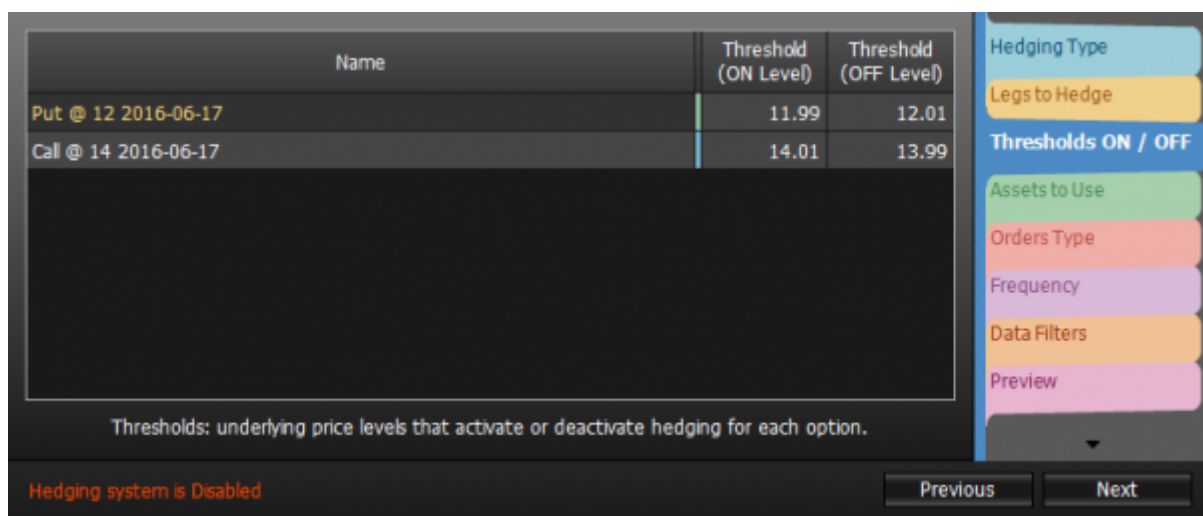 Name
Threshold
(ON Level)
Threshold
(OFF Level)
Put @ 12 2016-06-17 11.99 12.01
Call @ 14 2016-06-17 14.01 13.99
Thresholds: underlying price levels that activate or deactivate hedging for each option.
Hedging Type
Legs to Hedge
Thresholds ON / OFF
Assets to Use
Orders Type
Frequency
Data Filters
Preview
Hedging system is Disabled
Previous
Next